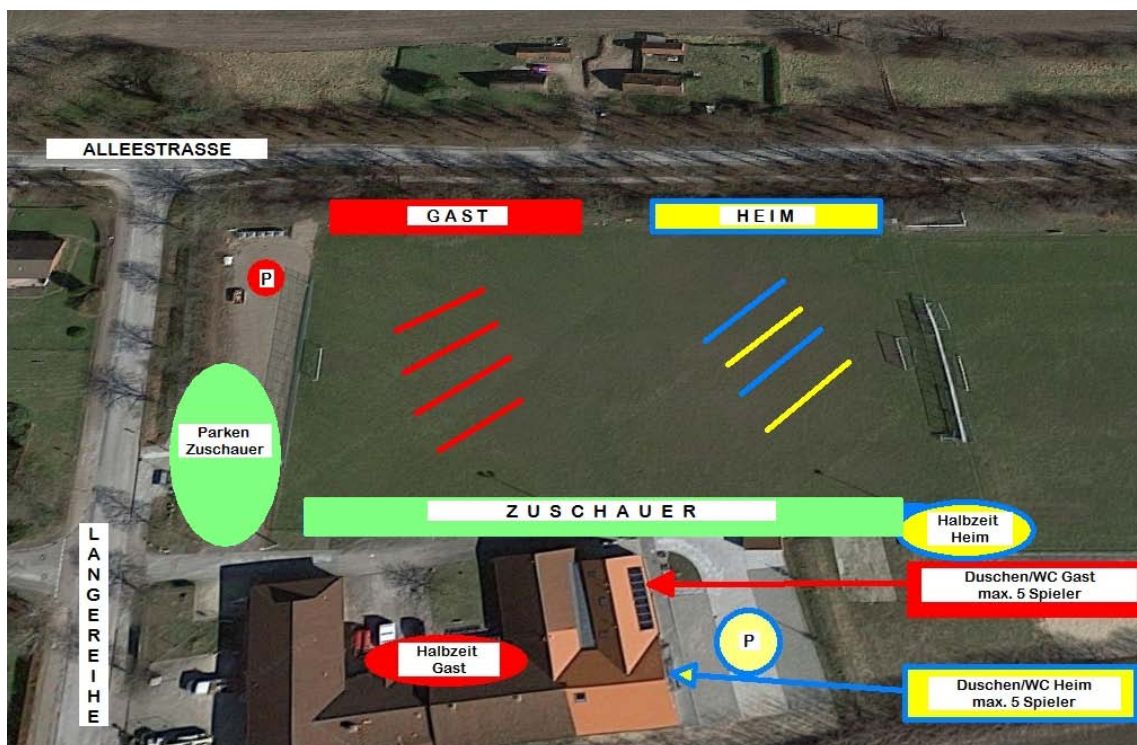 ALLEESTRASSE
GAST
HEIM
P
Parken
Zuschauer
ZUSCHAUER
Halbzeit
Heim
LANGEREIHE
Duschen/WC Gast
max. 5 Spieler
Halbzeit
Gast
P
Duschen/WC Heim
max. 5 Spieler